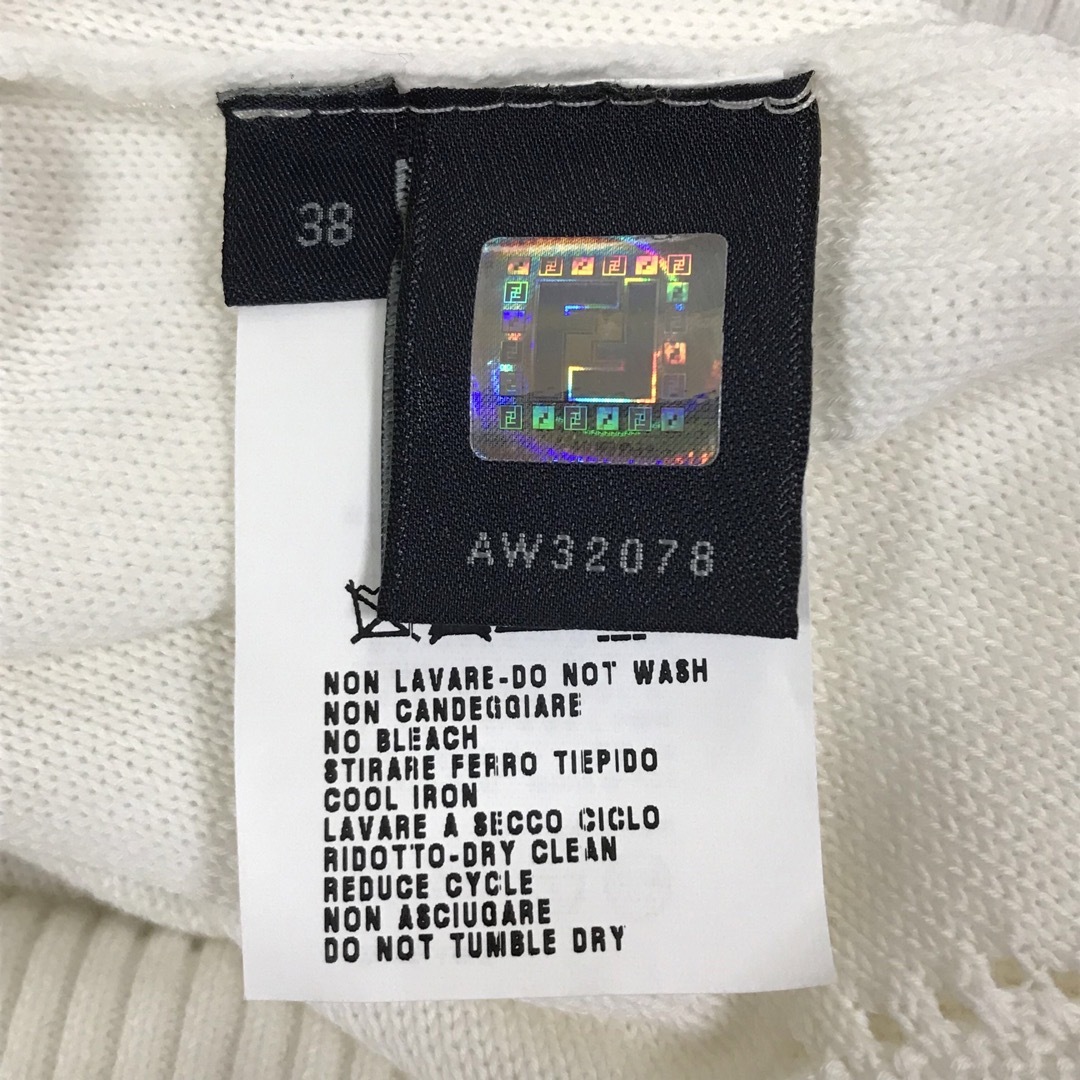 38
AW32078
NON LAVARE-DO NOT WASH
NON CANDEGGIARE
NO BLEACH
STIRARE FERRO TIEPIDO
COOL IRON
LAVARE A SECCO CICLO
RIDOTTO-DRY CLEAN
REDUCE CYCLE
NON ASCIUGARE
DO NOT TUMBLE DRY